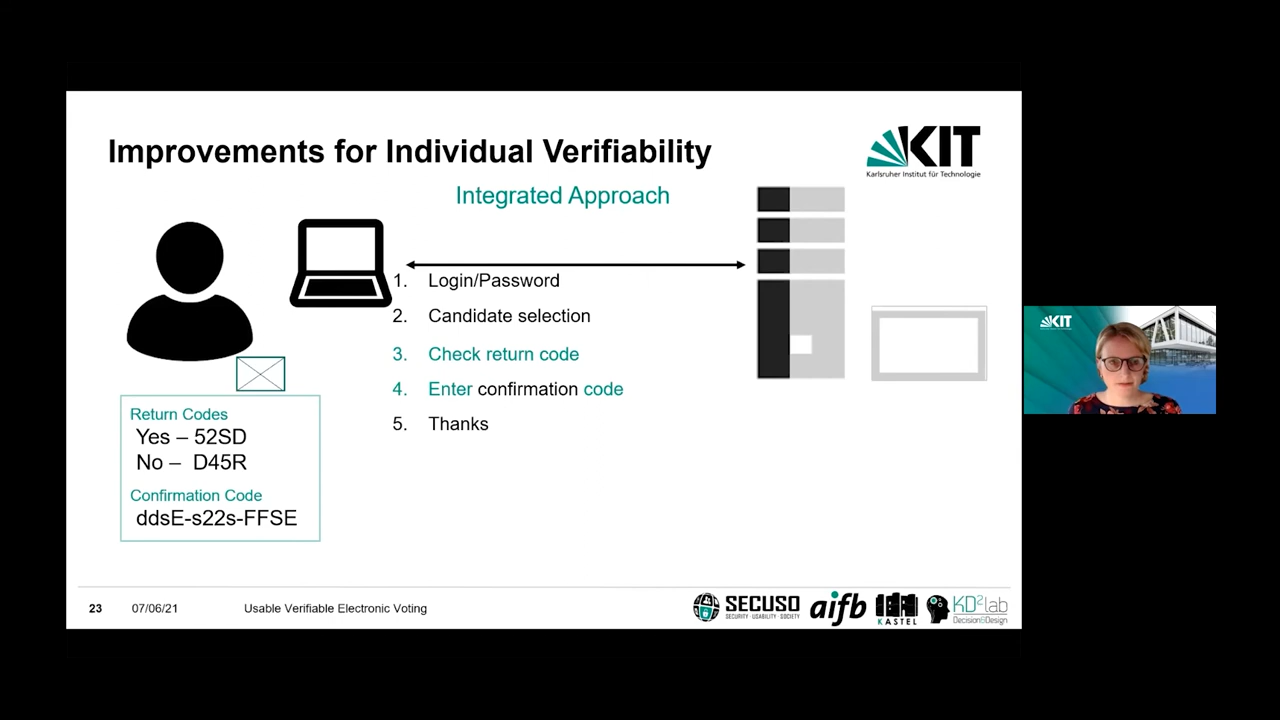 Improvements for Individual Verifiability
KIT
Karlsruher Institut für Technologie
Integrated Approach
1. Login/Password
2. Candidate selection
3. Check return code
4. Enter confirmation code
5. Thanks
Return Codes
Yes – 52SD
No – D45R
Confirmation Code
ddsE-s22s-FFSE
KIT
23 07/06/21 Usable Verifiable Electronic Voting
SECUSO
SECURITY · USABILITY · SOCIETY
aifb
KASTEL
KD²lab
Decision&Design